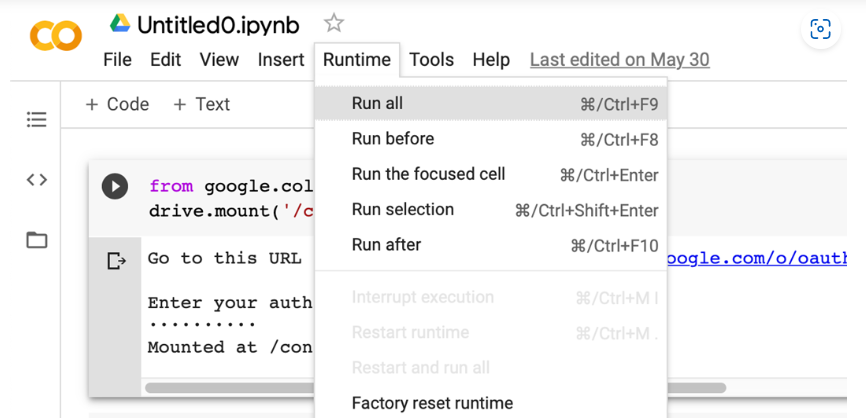 Untitled0.ipynb
File Edit View Insert Runtime Tools Help Last edited on May 30
+ Code + Text
Run all ⌘/Ctrl+F9
Run before ⌘/Ctrl+F8
Run the focused cell ⌘/Ctrl+Enter
Run selection ⌘/Ctrl+Shift+Enter
Run after ⌘/Ctrl+F10
Interrupt execution ⌘/Ctrl+M I
Restart runtime ⌘/Ctrl+M .
Restart and run all
Factory reset runtime
from google.col
drive.mount('/c
Go to this URL oogle.com/o/oauth
Enter your auth
··········
Mounted at /con